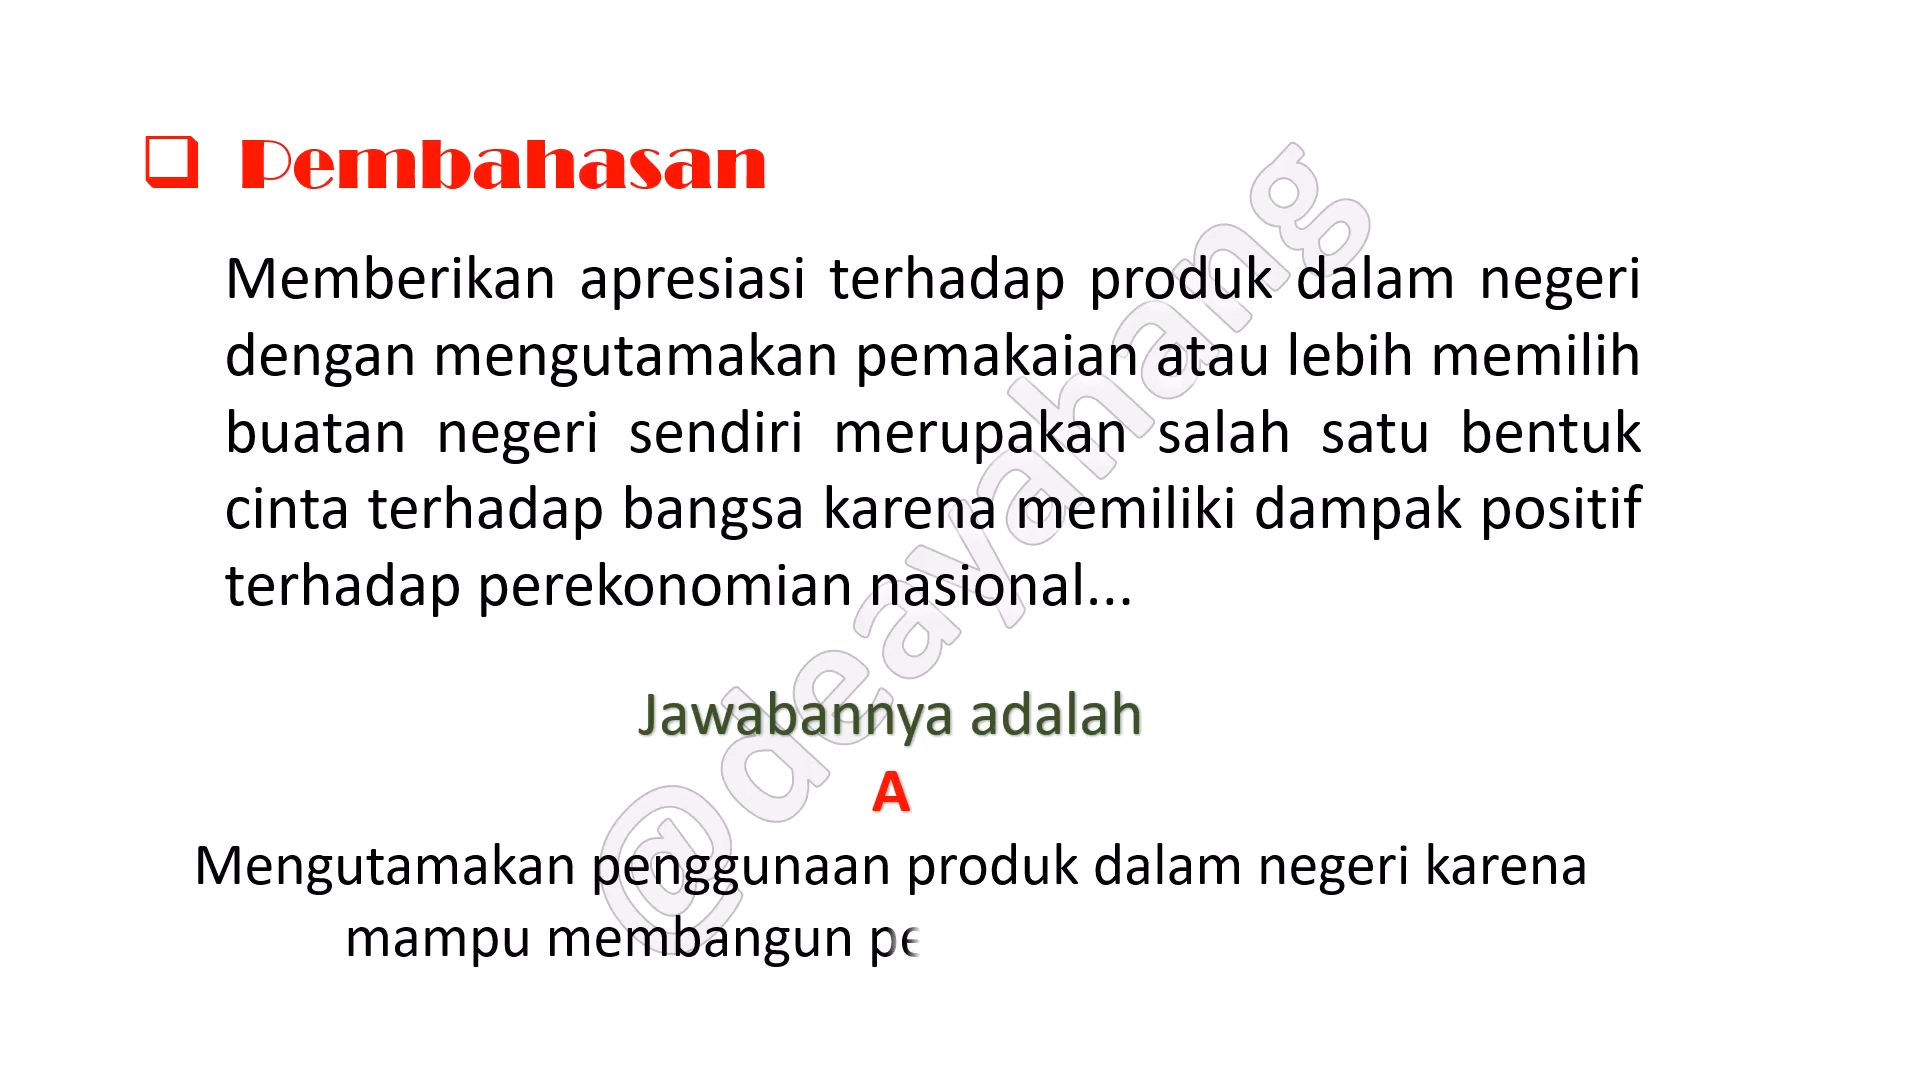 Pembahasan
Memberikan apresiasi terhadap produk dalam negeri
dengan mengutamakan pemakaian atau lebih memilih
buatan negeri sendiri merupakan salah satu bentuk
cinta terhadap bangsa karena memiliki dampak positif
terhadap perekonomian nasional...
Jawabannya adalah
A
Mengutamakan penggunaan produk dalam negeri karena
mampu membangun
@deayahang